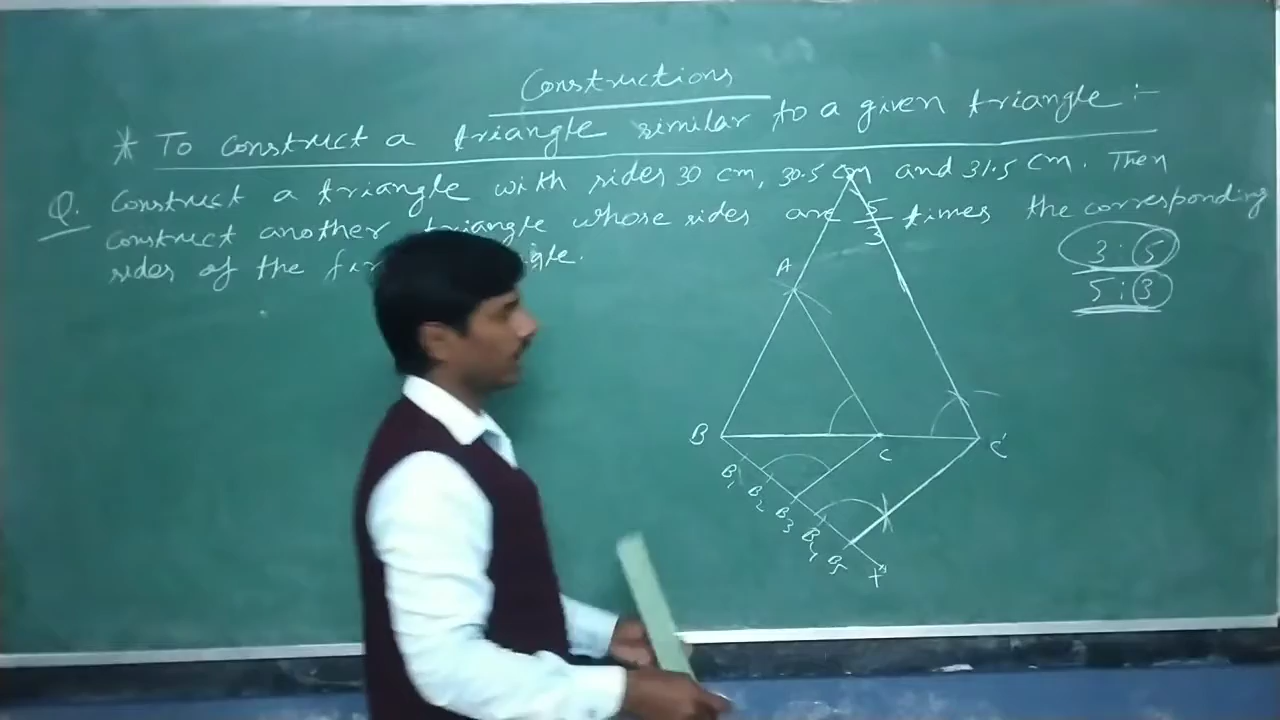 Constructions
* To construct a triangle similar to a given triangle :-
Q. Construct a triangle with sides 30 cm, 30.5 cm and 31.5 cm. Then
construct another triangle whose sides are 5/3 times the corresponding
sides of the
3 : 5
5 : 3
A
B
C
C'
B1
B2
B3
B4
B5